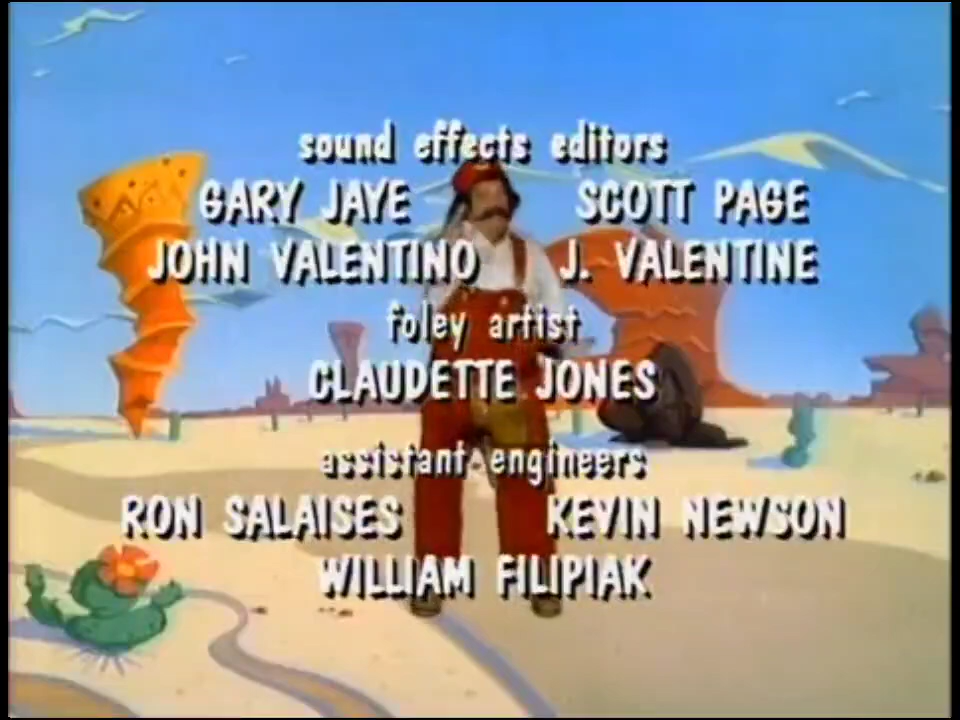 sound effects editors
GARY JAYE SCOTT PAGE
JOHN VALENTINO J. VALENTINE
foley artist
CLAUDETTE JONES
assistant engineers
RON SALAISES KEVIN NEWSON
WILLIAM FILIPIAK